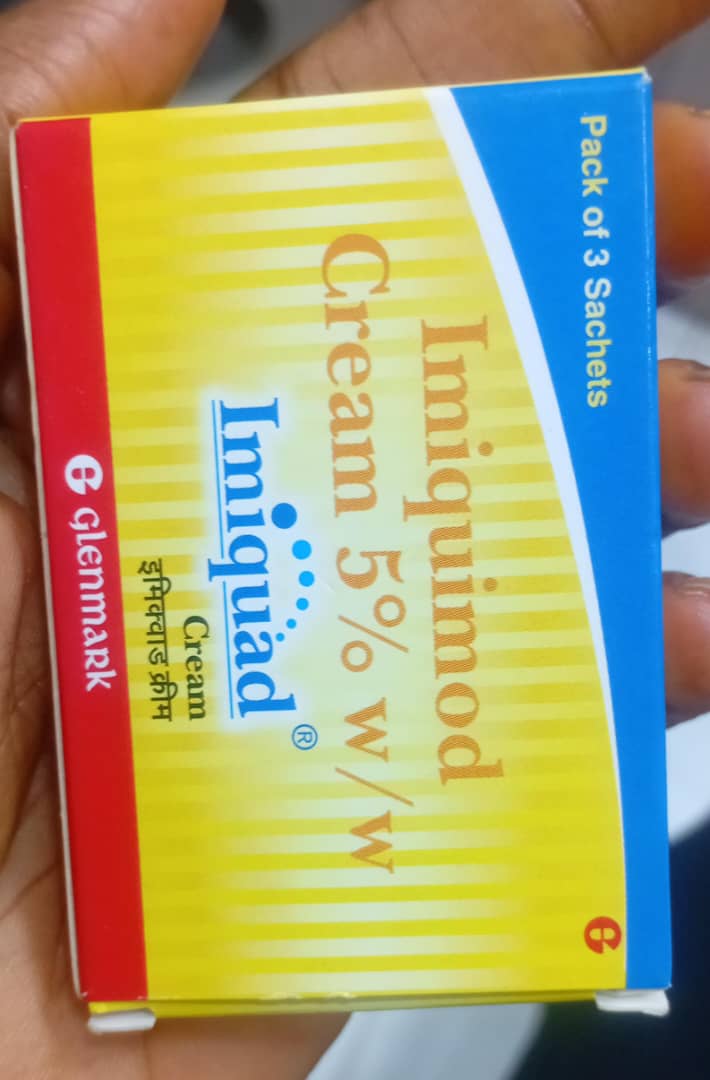 Pack of 3 Sachets
Imiquimod
Cream 5% w/w
Imiquad®
Cream
इमिक्वाड क्रीम
Glenmark